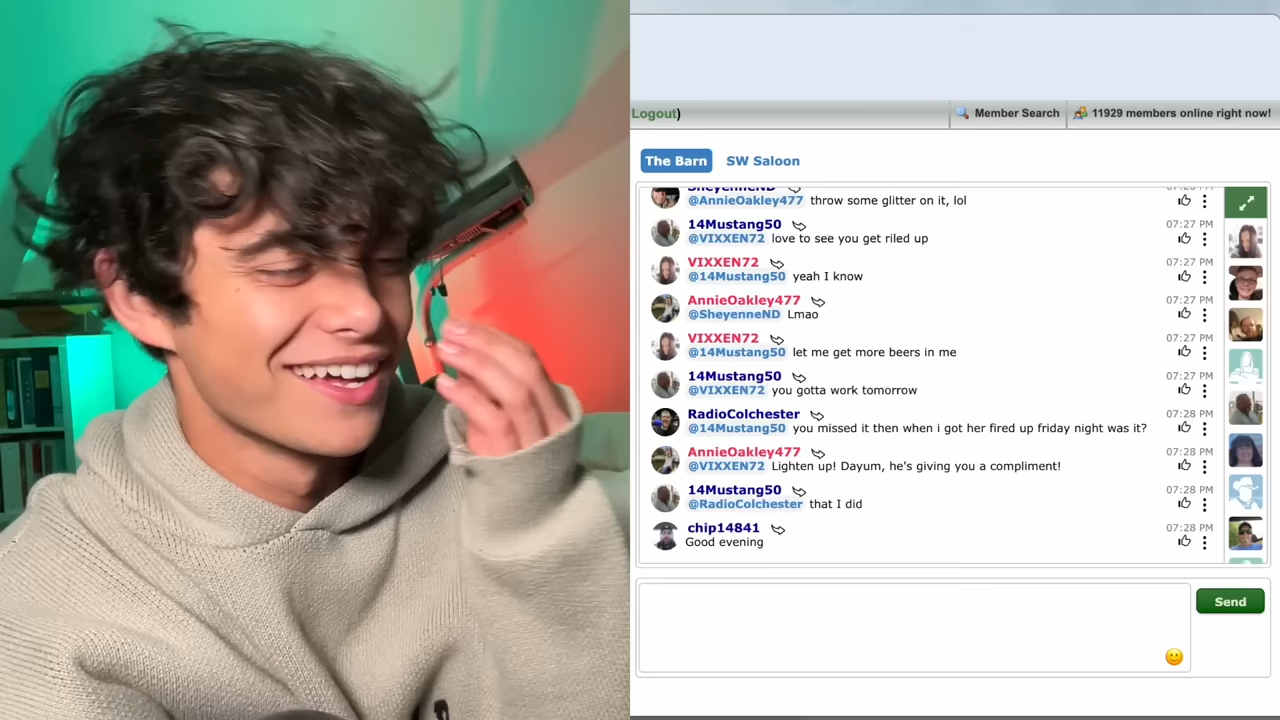 Logout)
Member Search
11929 members online right now!
The Barn
SW Saloon
SheyenneND
@AnnieOakley477 throw some glitter on it, lol
14Mustang50
07:27 PM
@VIXXEN72 love to see you get riled up
VIXXEN72
07:27 PM
@14Mustang50 yeah I know
AnnieOakley477
07:27 PM
@SheyenneND Lmao
VIXXEN72
07:27 PM
@14Mustang50 let me get more beers in me
14Mustang50
07:27 PM
@VIXXEN72 you gotta work tomorrow
RadioColchester
07:28 PM
@14Mustang50 you missed it then when i got her fired up friday night was it?
AnnieOakley477
07:28 PM
@VIXXEN72 Lighten up! Dayum, he's giving you a compliment!
14Mustang50
07:28 PM
@RadioColchester that I did
chip14841
07:28 PM
Good evening
Send